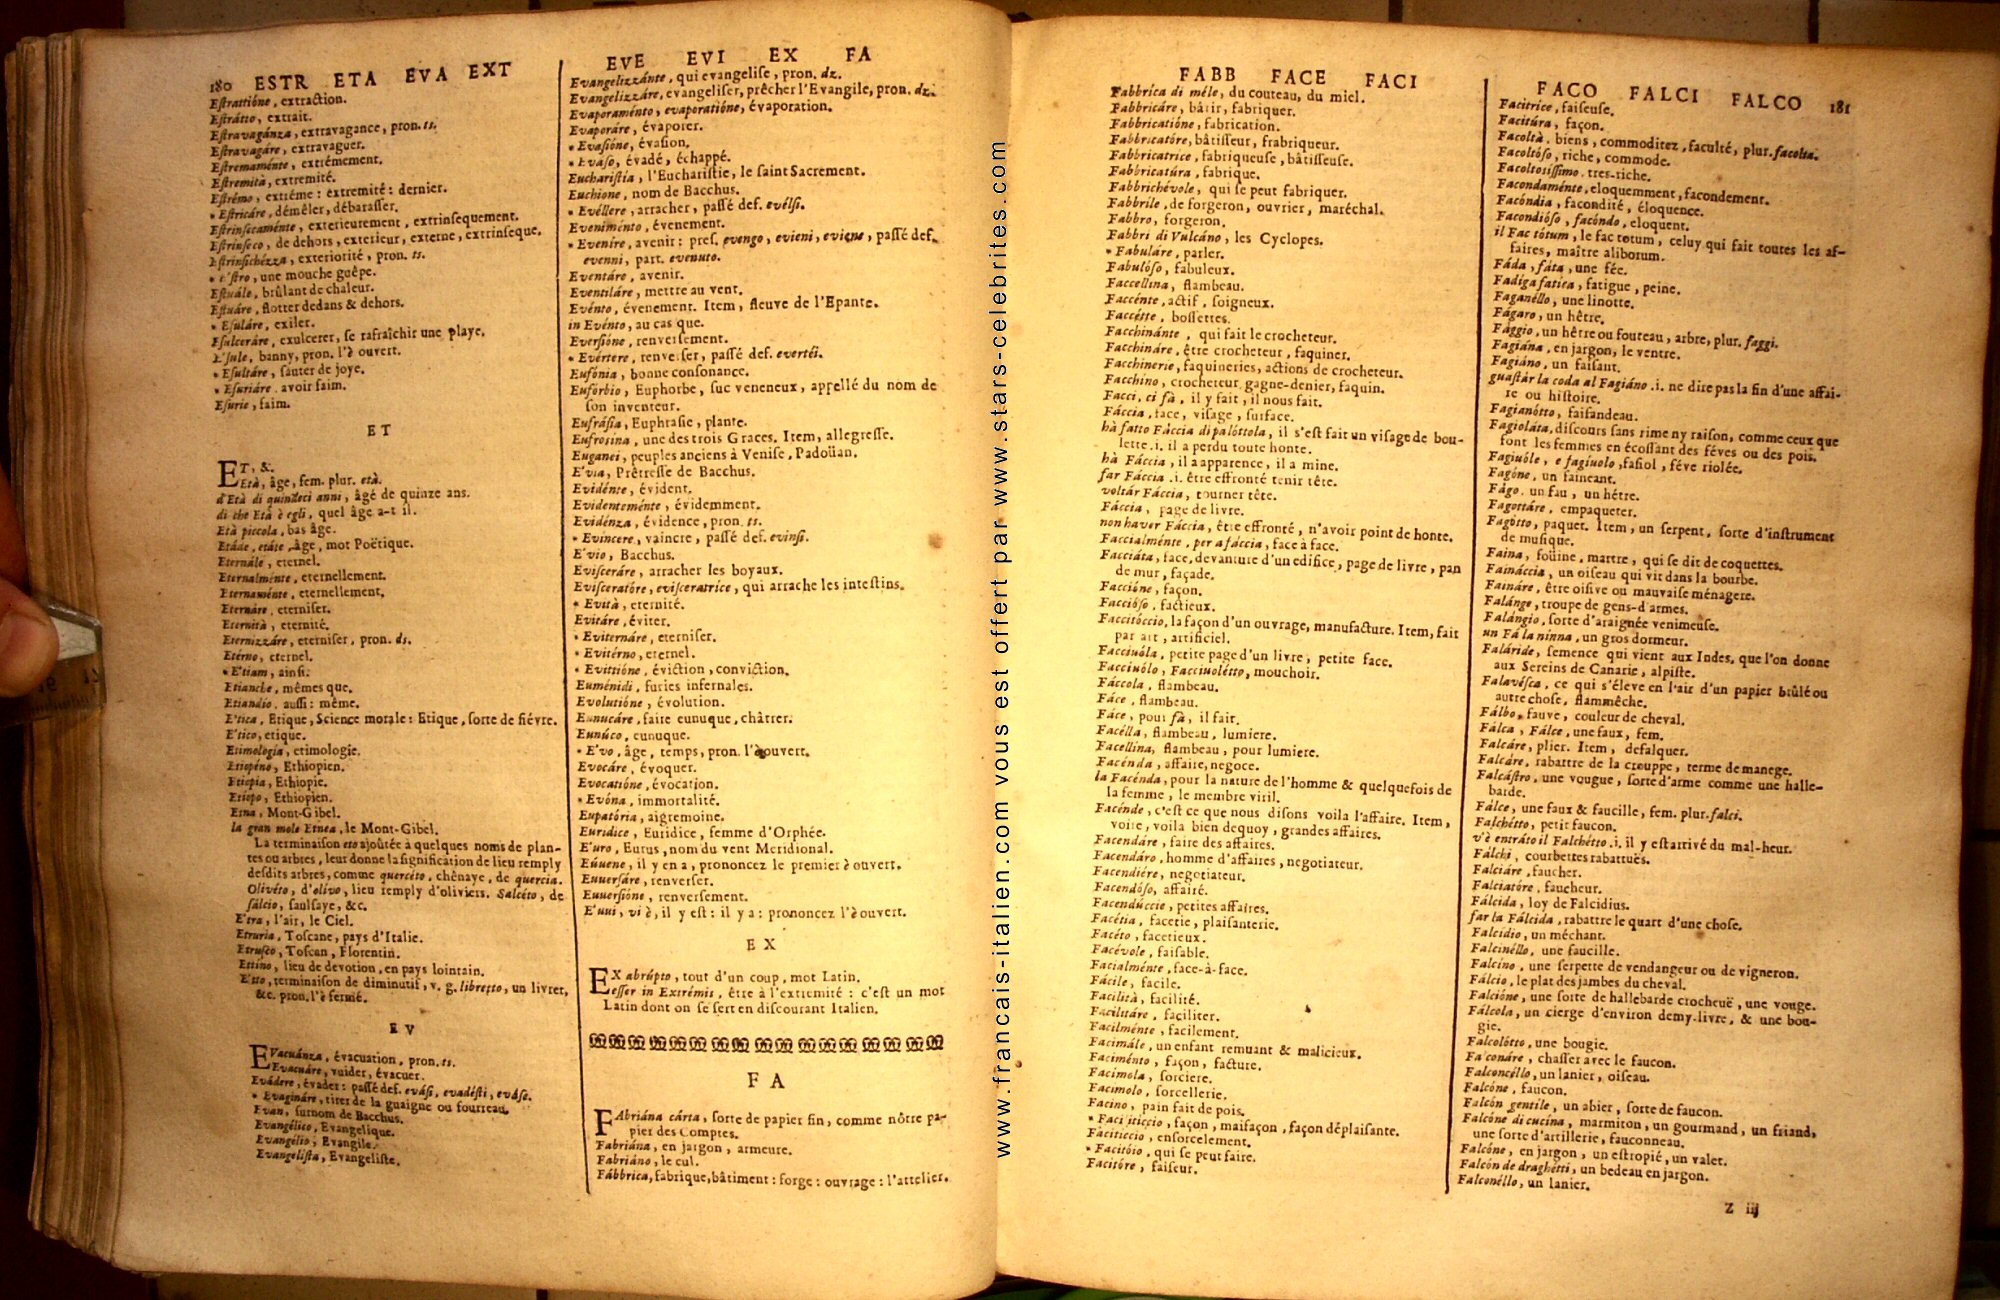 180 ESTR ETA EVA EXT
Estrattióne, extraction.
Estrátto, extrait.
Estravagánza, extravagance, pron. ts.
Estravagáre, extravaguer.
Estremaménte, extrémement.
Estremità, extremité.
Estrémo, extréme : extremité : dernier.
* Estricáre, démêler, débarasser.
Estrinsicaménte, exterieurement, extrinsequement.
Estrinseco, de dehors, exterieur, externe, extrinseque.
Estrinsichézza, exteriorité, pron. ts.
* E'stro, une mouche guêpe.
Estuále, brûlant de chaleur.
Estuáre, flotter dedans & dehors.
* Esuláre, exiler.
Esulceráre, exulcerer, se rafraîchir une playe.
E'sule, banny, pron. l'è ouvert.
* Esultáre, sauter de joye.
* Esuriáre, avoir faim.
Esurie, faim.
ET
ET, &.
Età, âge, fem. plur. età.
d'Età di quindeci anni, âgé de quinze ans.
di che Età è egli, quel âge a-t il.
Età piccola, bas âge.
Etáde, etáte, âge, mot Poëtique.
Eternále, eternel.
Eternalménte, eternellement.
Eternaménte, eternellement.
Eternáre, eterniser.
Eternità, eternité.
Eternizzáre, eterniser, pron. ds.
Etérno, eternel.
* E'tiam, ainsi.
Etianche, mêmes que.
Etiandio, aussi : même.
E'tica, Etique, Science morale : Etique, sorte de fiévre.
E'tico, etique.
Etimologia, etimologie.
Etiopéno, Ethiopien.
Etiopia, Ethiopie.
Etiopo, Ethiopien.
Etna, Mont-Gibel.
la gran mole Etnea, le Mont-Gibel.
La terminaison eto ajoûtée à quelques noms de plan-
tes ou arbres, leur donne la signification de lieu remply
desdits arbres, comme quercéto, chênaye, de quercia.
Olivéto, d'olivo, lieu remply d'oliviers. Salcéto, de
sálcio, saulsaye, &c.
E'tra, l'air, le Ciel.
Etruria, Toscane, pays d'Italie.
Etrusco, Toscan, Florentin.
Ettino, lieu de devotion, en pays lointain.
E'tto, terminaison de diminutif, v. g. libretto, un livret,
&c. pron. l'è fermé.
EV
EVacuánza, évacuation, pron. ts.
Evacuáre, vuider, évacuer.
Evádere, évader : passé def. evási, evadésti, eváse.
* Evagináre, tirer de la guaigne ou fourreau.
Evan, surnom de Bacchus.
Evangélico, Evangelique.
Evangélio, Evangile.
Evangelista, Evangeliste.
EVE EVI EX FA
Evangelizzánte, qui evangelise, pron. dz.
Evangelizzáre, evangeliser, prêcher l'Evangile, pron. dz.
Evaporaménto, evaporatióne, évaporation.
Evaporáre, évaporer.
* Evasióne, évasion.
* Eváso, évadé, échappé.
Eucharistia, l'Eucharistie, le saint Sacrement.
Euchione, nom de Bacchus.
* Evéllere, arracher, passé def. evélsi.
Eveniménto, évenement.
* Evenire, avenir : pres. evengo, evieni, eviene, passé def.
evenni, part. evenuto.
Eventáre, avenir.
Eventiláre, mettre au vent.
Evénto, évenement. Item, fleuve de l'Epante.
in Evénto, au cas que.
Eversióne, renversement.
* Evértere, renverser, passé def. evertéi.
Eufónia, bonne consonance.
Eufórbio, Euphorbe, suc veneneux, appellé du nom de
son inventeur.
Eufrásia, Euphrasie, plante.
Eufrosina, une des trois Graces. Item, allegresse.
Euganei, peuples anciens à Venise, Padoüan.
E'via, Prêtresse de Bacchus.
Evidénte, évident.
Evidenteménte, évidemment.
Evidénza, évidence, pron. ts.
* Evincere, vaincre, passé def. evinsi.
E'vio, Bacchus.
Evisceráre, arracher les boyaux.
Evisceratóre, evisceratrice, qui arrache les intestins.
* Evità, eternité.
Evitáre, éviter.
* Eviternáre, eterniser.
* Evitérno, eternel.
* Evittióne, éviction, conviction.
Euménidi, furies infernales.
Evolutióne, évolution.
Eunucáre, faire eunuque, châtrer.
Eunúco, eunuque.
* E'vo, âge, temps, pron. l'è ouvert.
Evocáre, évoquer.
Evocatióne, évocation.
* Evóna, immortalité.
Eupatória, aigremoine.
Euridice, Euridice, femme d'Orphée.
E'uro, Eurus, nom du vent Meridional.
Eúuene, il y en a, prononcez le premier è ouvert.
Euuersáre, renverser.
Euuersióne, renversement.
E'uui, vi è, il y est : il y a : prononcez l'è ouvert.
EX
EX abrúpto, tout d'un coup, mot Latin.
esser in Extrémis, être à l'extremité : c'est un mot
Latin dont on se sert en discourant Italien.
FA
FAbriána cárta, sorte de papier fin, comme nôtre pa-
pier des Comptes.
Fabriána, en jargon, armeure.
Fabriáno, le cul.
Fábbrica, fabrique, bâtiment : forge : ouvrage : l'attelier.
FABB FACE FACI
Fabbrica di méle, du couteau, du miel.
Fabbricáre, bâtir, fabriquer.
Fabbricatióne, fabrication.
Fabbricatóre, bâtisseur, frabriqueur.
Fabbricatrice, fabriqueuse, bâtisseuse.
Fabbricatúra, fabrique.
Fabbrichévole, qui se peut fabriquer.
Fabbrile, de forgeron, ouvrier, maréchal.
Fabbro, forgeron.
Fabbri di Vulcáno, les Cyclopes.
* Fabuláre, parler.
Fabulóso, fabuleux.
Faccellina, flambeau.
Faccénte, actif, soigneux.
Faccétte, bossettes.
Facchinánte, qui fait le crocheteur.
Facchináre, être crocheteur, faquiner.
Facchinerie, faquineries, actions de crocheteur.
Facchino, crocheteur, gagne-denier, faquin.
Facci, ci fà, il y fait, il nous fait.
Fáccia, face, visage, surface.
hà fatto Fáccia di palóttola, il s'est fait un visage de bou-
lette .i. il a perdu toute honte.
hà Fáccia, il a apparence, il a mine.
far Fáccia .i. être effronté tenir tête.
voltár Fáccia, tourner tête.
Fáccia, page de livre.
non haver Fáccia, être effronté, n'avoir point de honte.
Faccialménte, per a fáccia, face à face.
Facciáta, face, devanture d'un edifice, page de livre, pan
de mur, façade.
Faccióne, façon.
Faccióso, factieux.
Faccitóccio, la façon d'un ouvrage, manufacture. Item, fait
par art, artificiel.
Facciuóla, petite page d'un livre, petite face.
Facciuólo, Facciuolétto, mouchoir.
Fáccola, flambeau.
Fáce, flambeau.
Fáce, pour fà, il fait.
Facélla, flambeau, lumiere.
Facellina, flambeau, pour lumiere.
Facénda, affaire, negoce.
la Facénda, pour la nature de l'homme & quelquefois de
la femme, le membre viril.
Facénde, c'est ce que nous disons voila l'affaire. Item,
voire, voila bien dequoy, grandes affaires.
Facendáre, faire des affaires.
Facendáro, homme d'affaires, negotiateur.
Facendiére, negotiateur.
Facendóso, affairé.
Facendúccie, petites affaires.
Facétia, facetie, plaisanterie.
Facéto, facetieux.
Facévole, faisable.
Facialménte, face-à-face.
Fácile, facile.
Facilità, facilité.
Facilitáre, faciliter.
Facilménte, facilement.
Facimále, un enfant remuant & malicieux.
Faciménto, façon, facture.
Facimola, sorciere.
Facimolo, sorcellerie.
Facino, pain fait de pois.
* Facititiccio, façon, maifaçon, façon déplaisante.
Faciticcio, ensorcelement.
* Facitóio, qui se peut faire.
Facitóre, faiseur.
FACO FALCI FALCO 181
Facitrice, faiseuse.
Facitúra, façon.
Facoltà, biens, commoditez, faculté, plur. facoltà.
Facoltóso, riche, commode.
Facoltosissimo, tres-riche.
Facondaménte, eloquemment, facondement.
Facóndia, facondité, éloquence.
Facondióso, facóndo, eloquent.
il Fac tótum, le fac totum, celuy qui fait toutes les af-
faires, maître aliborum.
Fáda, fáta, une fée.
Fadiga fatica, fatigue, peine.
Faganéllo, une linotte.
Fágaro, un hêtre.
Fággio, un hêtre ou fouteau, arbre, plur. faggi.
Fagiána, en jargon, le ventre.
Fagiáno, un faisant.
guastár la coda al Fagiáno .i. ne dire pas la fin d'une affai-
re ou histoire.
Fagianótto, faisandeau.
Fagioláta, discours sans rime ny raison, comme ceux que
font les femmes en écossant des féves ou des pois.
Fagiuóle, e fagiuolo, fasiol, féve riolée.
Fagóne, un faineant.
Fágo, un fau, un hêtre.
Fagottáre, empaqueter.
Fagótto, paquet. Item, un serpent, sorte d'instrument
de musique.
Faina, foüine, martre, qui se dit de coquettes.
Faináccia, un oiseau qui vit dans la bourbe.
Faináre, être oisive ou mauvaise ménagere.
Falánge, troupe de gens-d'armes.
Falángio, sorte d'araignée venimeuse.
un Fá la ninna, un gros dormeur.
Faláride, semence qui vient aux Indes, que l'on donne
aux Sereins de Canarie, alpiste.
Falavésca, ce qui s'éleve en l'air d'un papier brûlé ou
autre chose, flammêche.
Fálbo, fauve, couleur de cheval.
Fálca, Fálce, une faux, fem.
Falcáre, plier. Item, defalquer.
Falcáre, rabattre de la crouppe, terme de manege.
Falcástro, une vougue, sorte d'arme comme une halle-
barde.
Fálce, une faux & faucille, fem. plur. falci.
Falchétto, petit faucon.
v'è entráto il Falchétto .i. il y est arrivé du mal-heur.
Fálchi, courbettes rabattuës.
Falciáre, faucher.
Falciatóre, faucheur.
Fálcida, loy de Falcidius.
far la Fálcida, rabattre le quart d'une chose.
Falcidio, un méchant.
Falcinéllo, une faucille.
Falcino, une serpette de vendangeur ou de vigneron.
Fálcio, le plat des jambes du cheval.
Falcióne, une sorte de hallebarde crocheuë, une vouge.
Fálcola, un cierge d'environ demy-livre, & une bou-
gie.
Falcolótto, une bougie.
Falconáre, chasser avec le faucon.
Falconcéllo, un lanier, oiseau.
Falcóne, faucon.
Falcón gentile, un abier, sorte de faucon.
Falcóne di cucína, marmiton, un gourmand, un friand,
une sorte d'artillerie, fauconneau.
Falcóne, en jargon, un estropié, un valet.
Falcón de draghétti, un bedeau en jargon.
Falconéllo, un lanier.
Z iij
www.francais-italien.com vous est offert par www.stars-celebrites.com